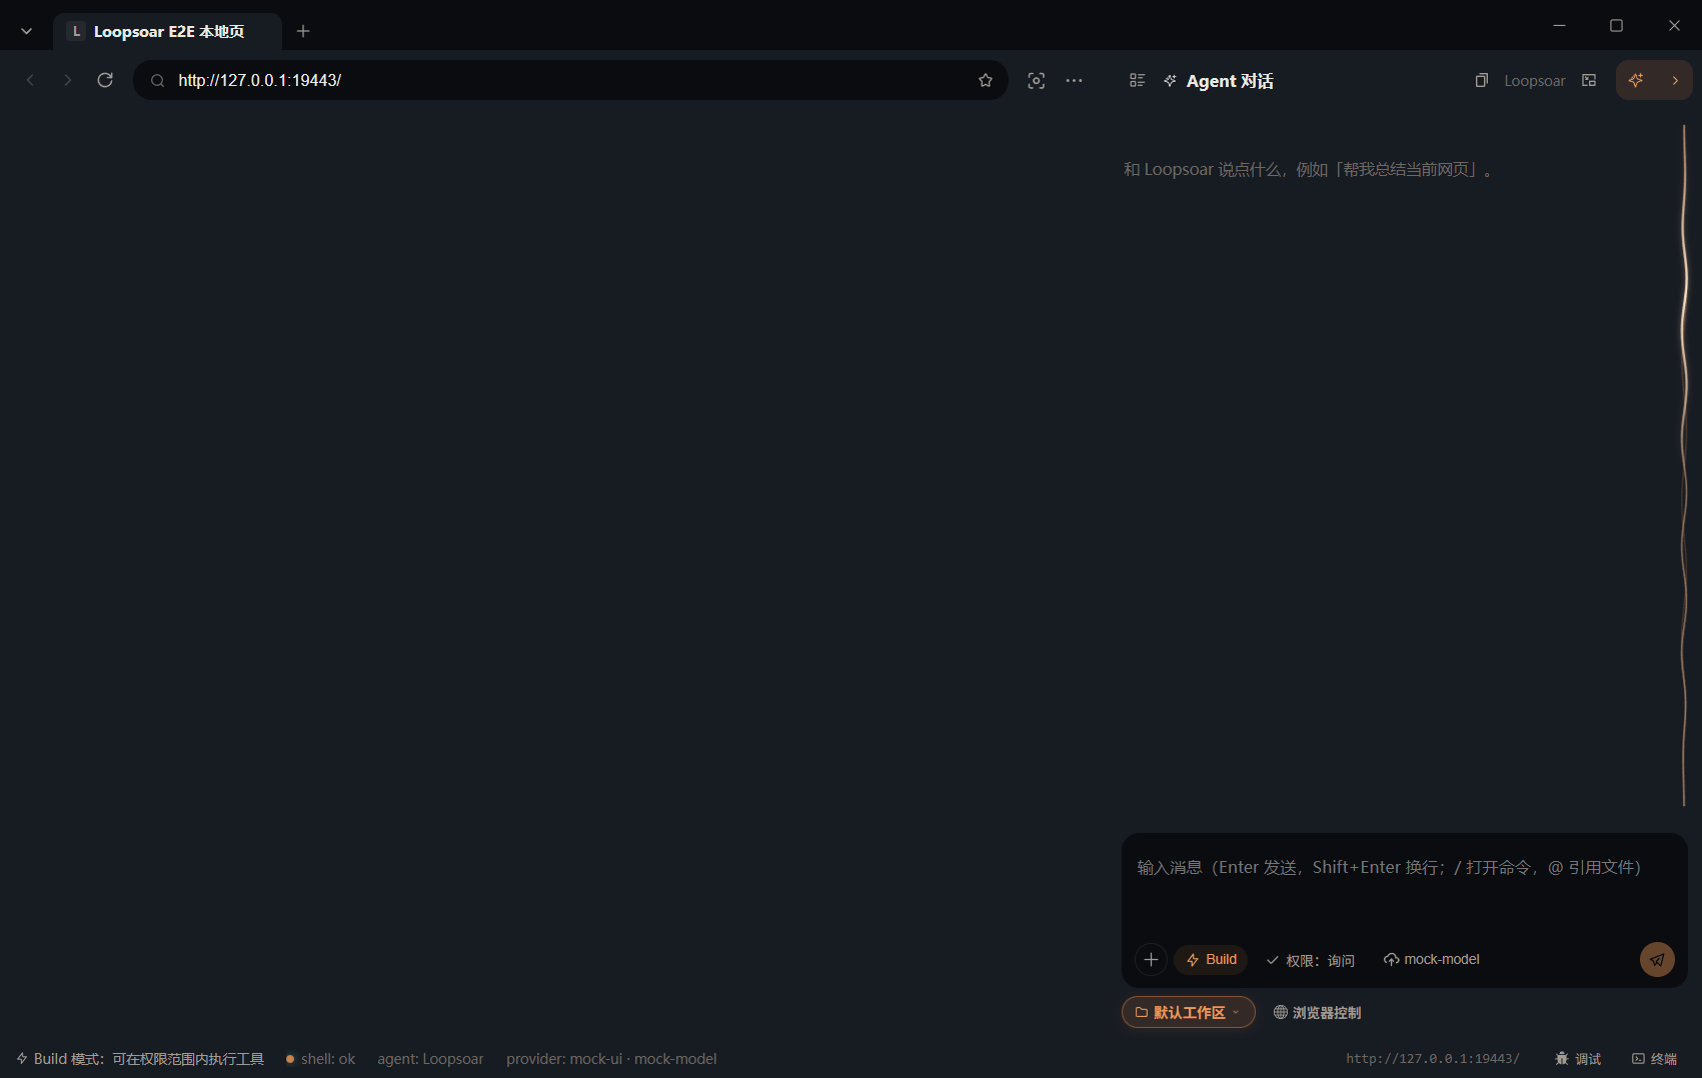 L Loopsoar E2E 本地页
http://127.0.0.1:19443/
Agent 对话
Loopsoar
和 Loopsoar 说点什么，例如「帮我总结当前网页」。
输入消息（Enter 发送，Shift+Enter 换行；/ 打开命令，@ 引用文件）
Build
权限：询问
mock-model
默认工作区
浏览器控制
Build 模式：可在权限范围内执行工具
shell: ok
agent: Loopsoar
provider: mock-ui · mock-model
http://127.0.0.1:19443/
调试
终端